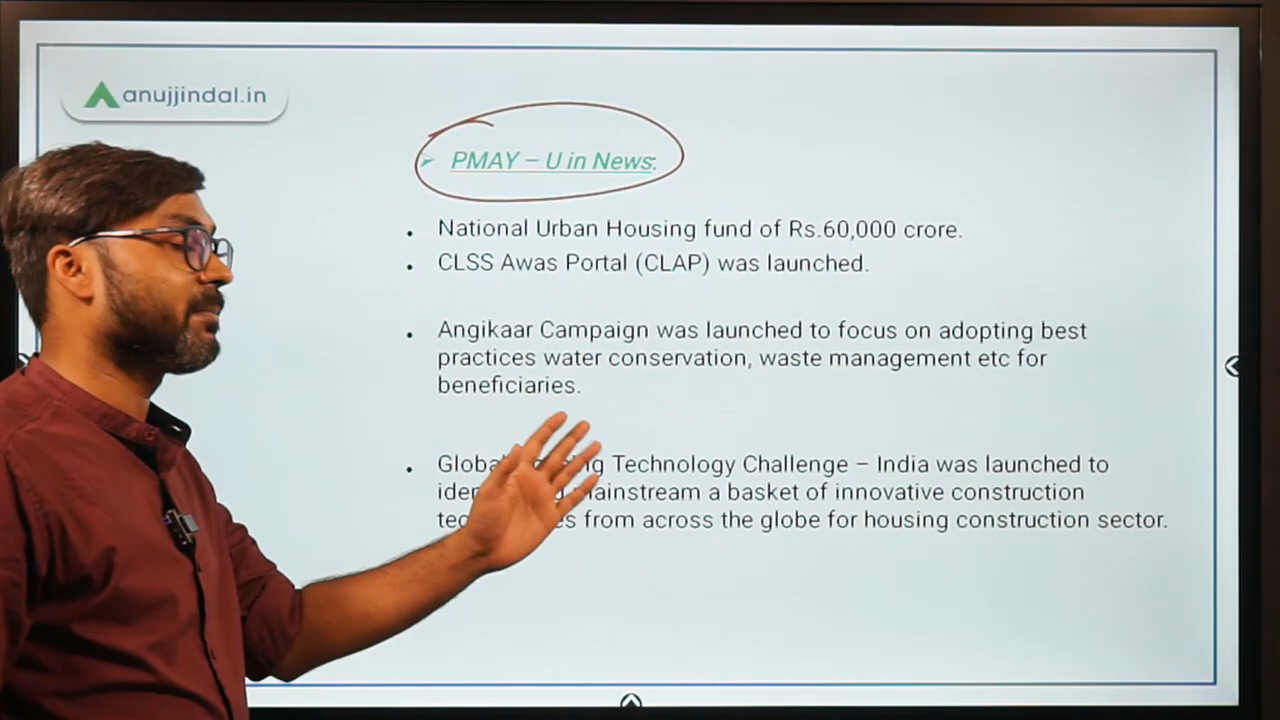 anujjindal.in
➢ PMAY – U in News:
• National Urban Housing fund of Rs.60,000 crore.
• CLSS Awas Portal (CLAP) was launched.
• Angikaar Campaign was launched to focus on adopting best
practices water conservation, waste management etc for
beneficiaries.
• Global Technology Challenge – India was launched to
mainstream a basket of innovative construction
from across the globe for housing construction sector.